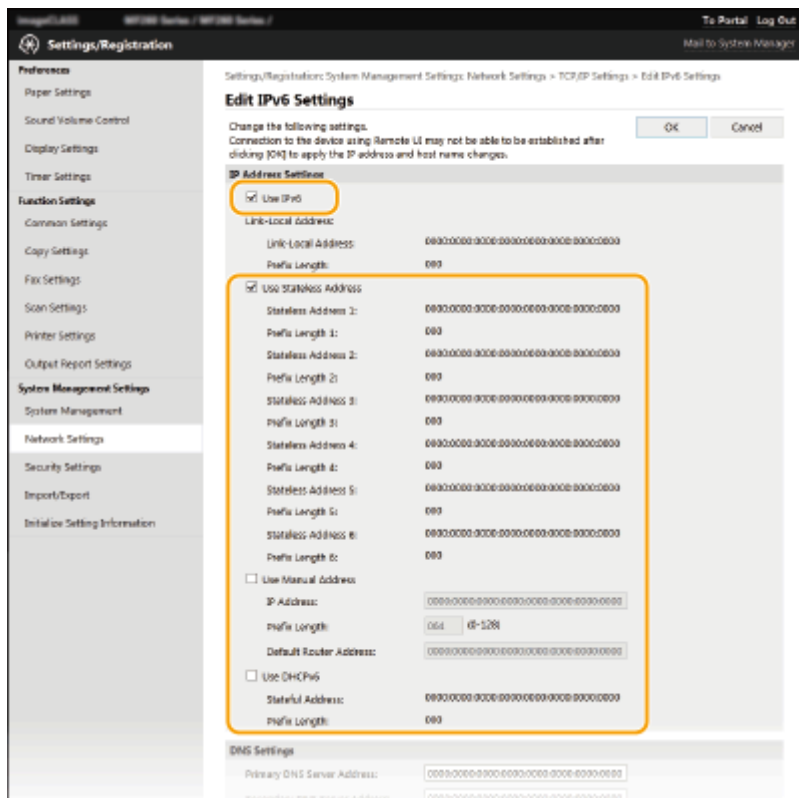 To Portal Log Out
Settings/Registration
Mail to System Manager
Preferences
Paper Settings
Sound Volume Control
Display Settings
Timer Settings
Function Settings
Common Settings
Copy Settings
Fax Settings
Scan Settings
Printer Settings
Output Report Settings
System Management Settings
System Management
Network Settings
Security Settings
Import/Export
Initialize Setting Information
Settings/Registration: System Management Settings: Network Settings > TCP/IP Settings > Edit IPv6 Settings
Edit IPv6 Settings
Change the following settings.
Connection to the device using Remote UI may not be able to be established after
clicking [OK] to apply the IP address and host name changes.
OK Cancel
IP Address Settings
Use IPv6
Link-Local Address:
Link-Local Address: 0000:0000:0000:0000:0000:0000:0000:0000
Prefix Length: 000
Use Stateless Address
Stateless Address 1: 0000:0000:0000:0000:0000:0000:0000:0000
Prefix Length 1: 000
Stateless Address 2: 0000:0000:0000:0000:0000:0000:0000:0000
Prefix Length 2: 000
Stateless Address 3: 0000:0000:0000:0000:0000:0000:0000:0000
Prefix Length 3: 000
Stateless Address 4: 0000:0000:0000:0000:0000:0000:0000:0000
Prefix Length 4: 000
Stateless Address 5: 0000:0000:0000:0000:0000:0000:0000:0000
Prefix Length 5: 000
Stateless Address 6: 0000:0000:0000:0000:0000:0000:0000:0000
Prefix Length 6: 000
Use Manual Address
IP Address: 0000:0000:0000:0000:0000:0000:0000:0000
Prefix Length: 064 (0-128)
Default Router Address: 0000:0000:0000:0000:0000:0000:0000:0000
Use DHCPv6
Stateful Address: 0000:0000:0000:0000:0000:0000:0000:0000
Prefix Length: 000
DNS Settings
Primary DNS Server Address: 0000:0000:0000:0000:0000:0000:0000:0000